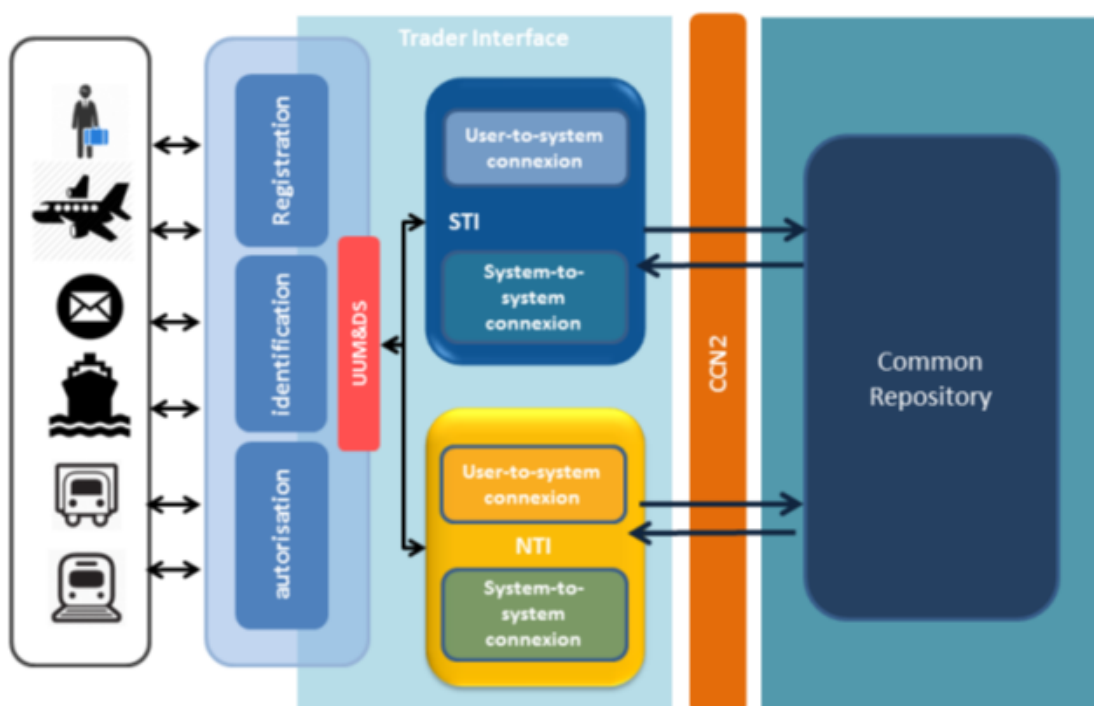 Trader Interface
Registration
identification
autorisation
UUM&DS
User-to-system
connexion
STI
System-to-
system
connexion
User-to-system
connexion
NTI
System-to-
system
connexion
CCN2
Common
Repository